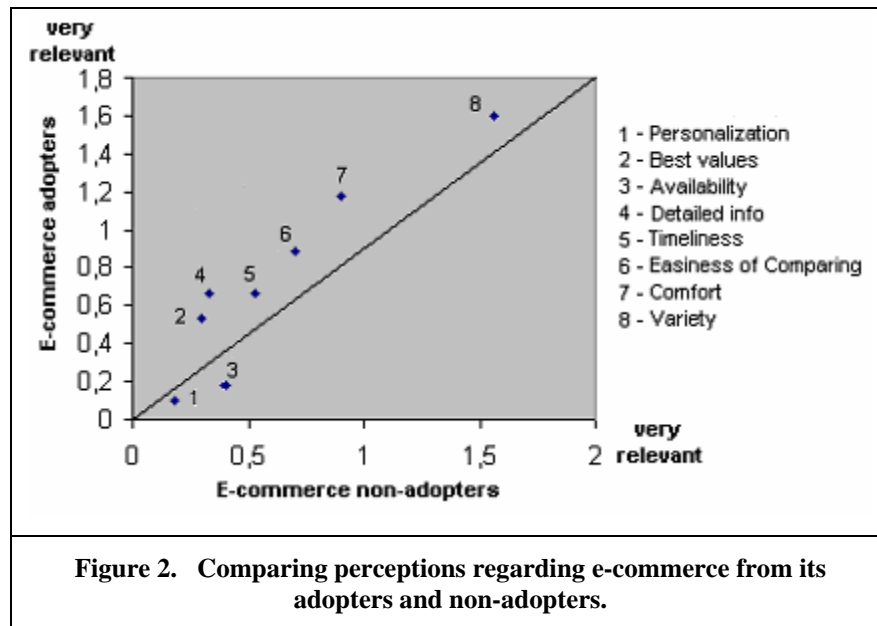 very
relevant
1,8
1,6
1,4
1,2
1
0,8
0,6
0,4
0,2
0
E-commerce adopters
8
7
6
4
5
2
3
1
0
0,5
1
1,5
2
very
relevant
E-commerce non-adopters
1 - Personalization
2 - Best values
3 - Availability
4 - Detailed info
5 - Timeliness
6 - Easiness of Comparing
7 - Comfort
8 - Variety
Figure 2. Comparing perceptions regarding e-commerce from its
adopters and non-adopters.